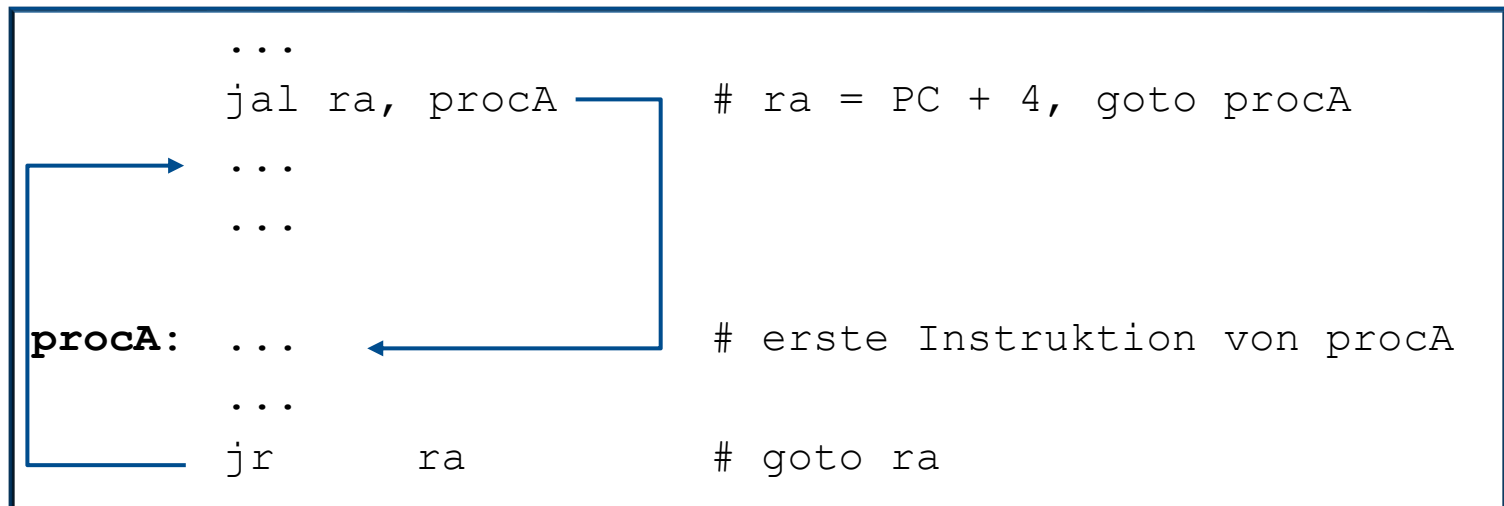 ...
jal ra, procA # ra = PC + 4, goto procA
...
...
procA: ... # erste Instruktion von procA
...
jr ra # goto ra